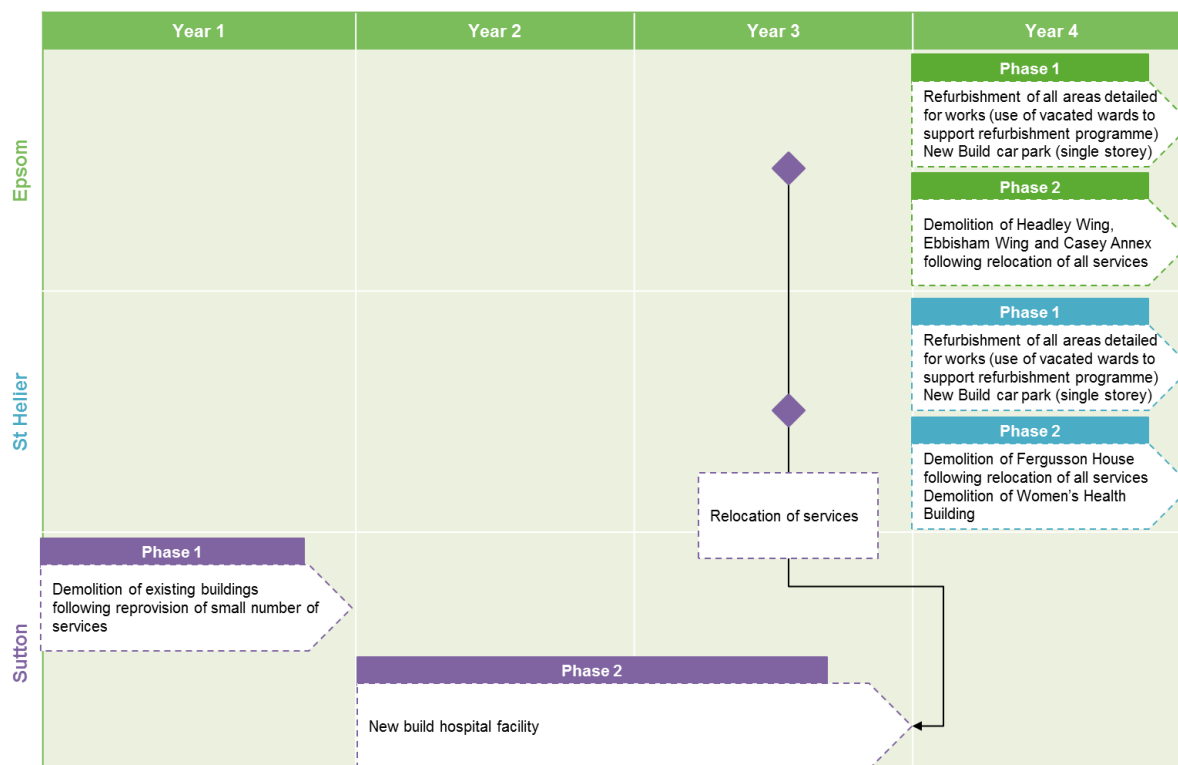 Year 1
Year 2
Year 3
Year 4
Epsom
Phase 1
Refurbishment of all areas detailed
for works (use of vacated wards to
support refurbishment programme)
New Build car park (single storey)
Phase 2
Demolition of Headley Wing,
Ebbisham Wing and Casey Annex
following relocation of all services
St Helier
Phase 1
Refurbishment of all areas detailed
for works (use of vacated wards to
support refurbishment programme)
New Build car park (single storey)
Phase 2
Demolition of Fergusson House
following relocation of all services
Demolition of Women’s Health
Building
Relocation of services
Sutton
Phase 1
Demolition of existing buildings
following reprovision of small number of
services
Phase 2
New build hospital facility